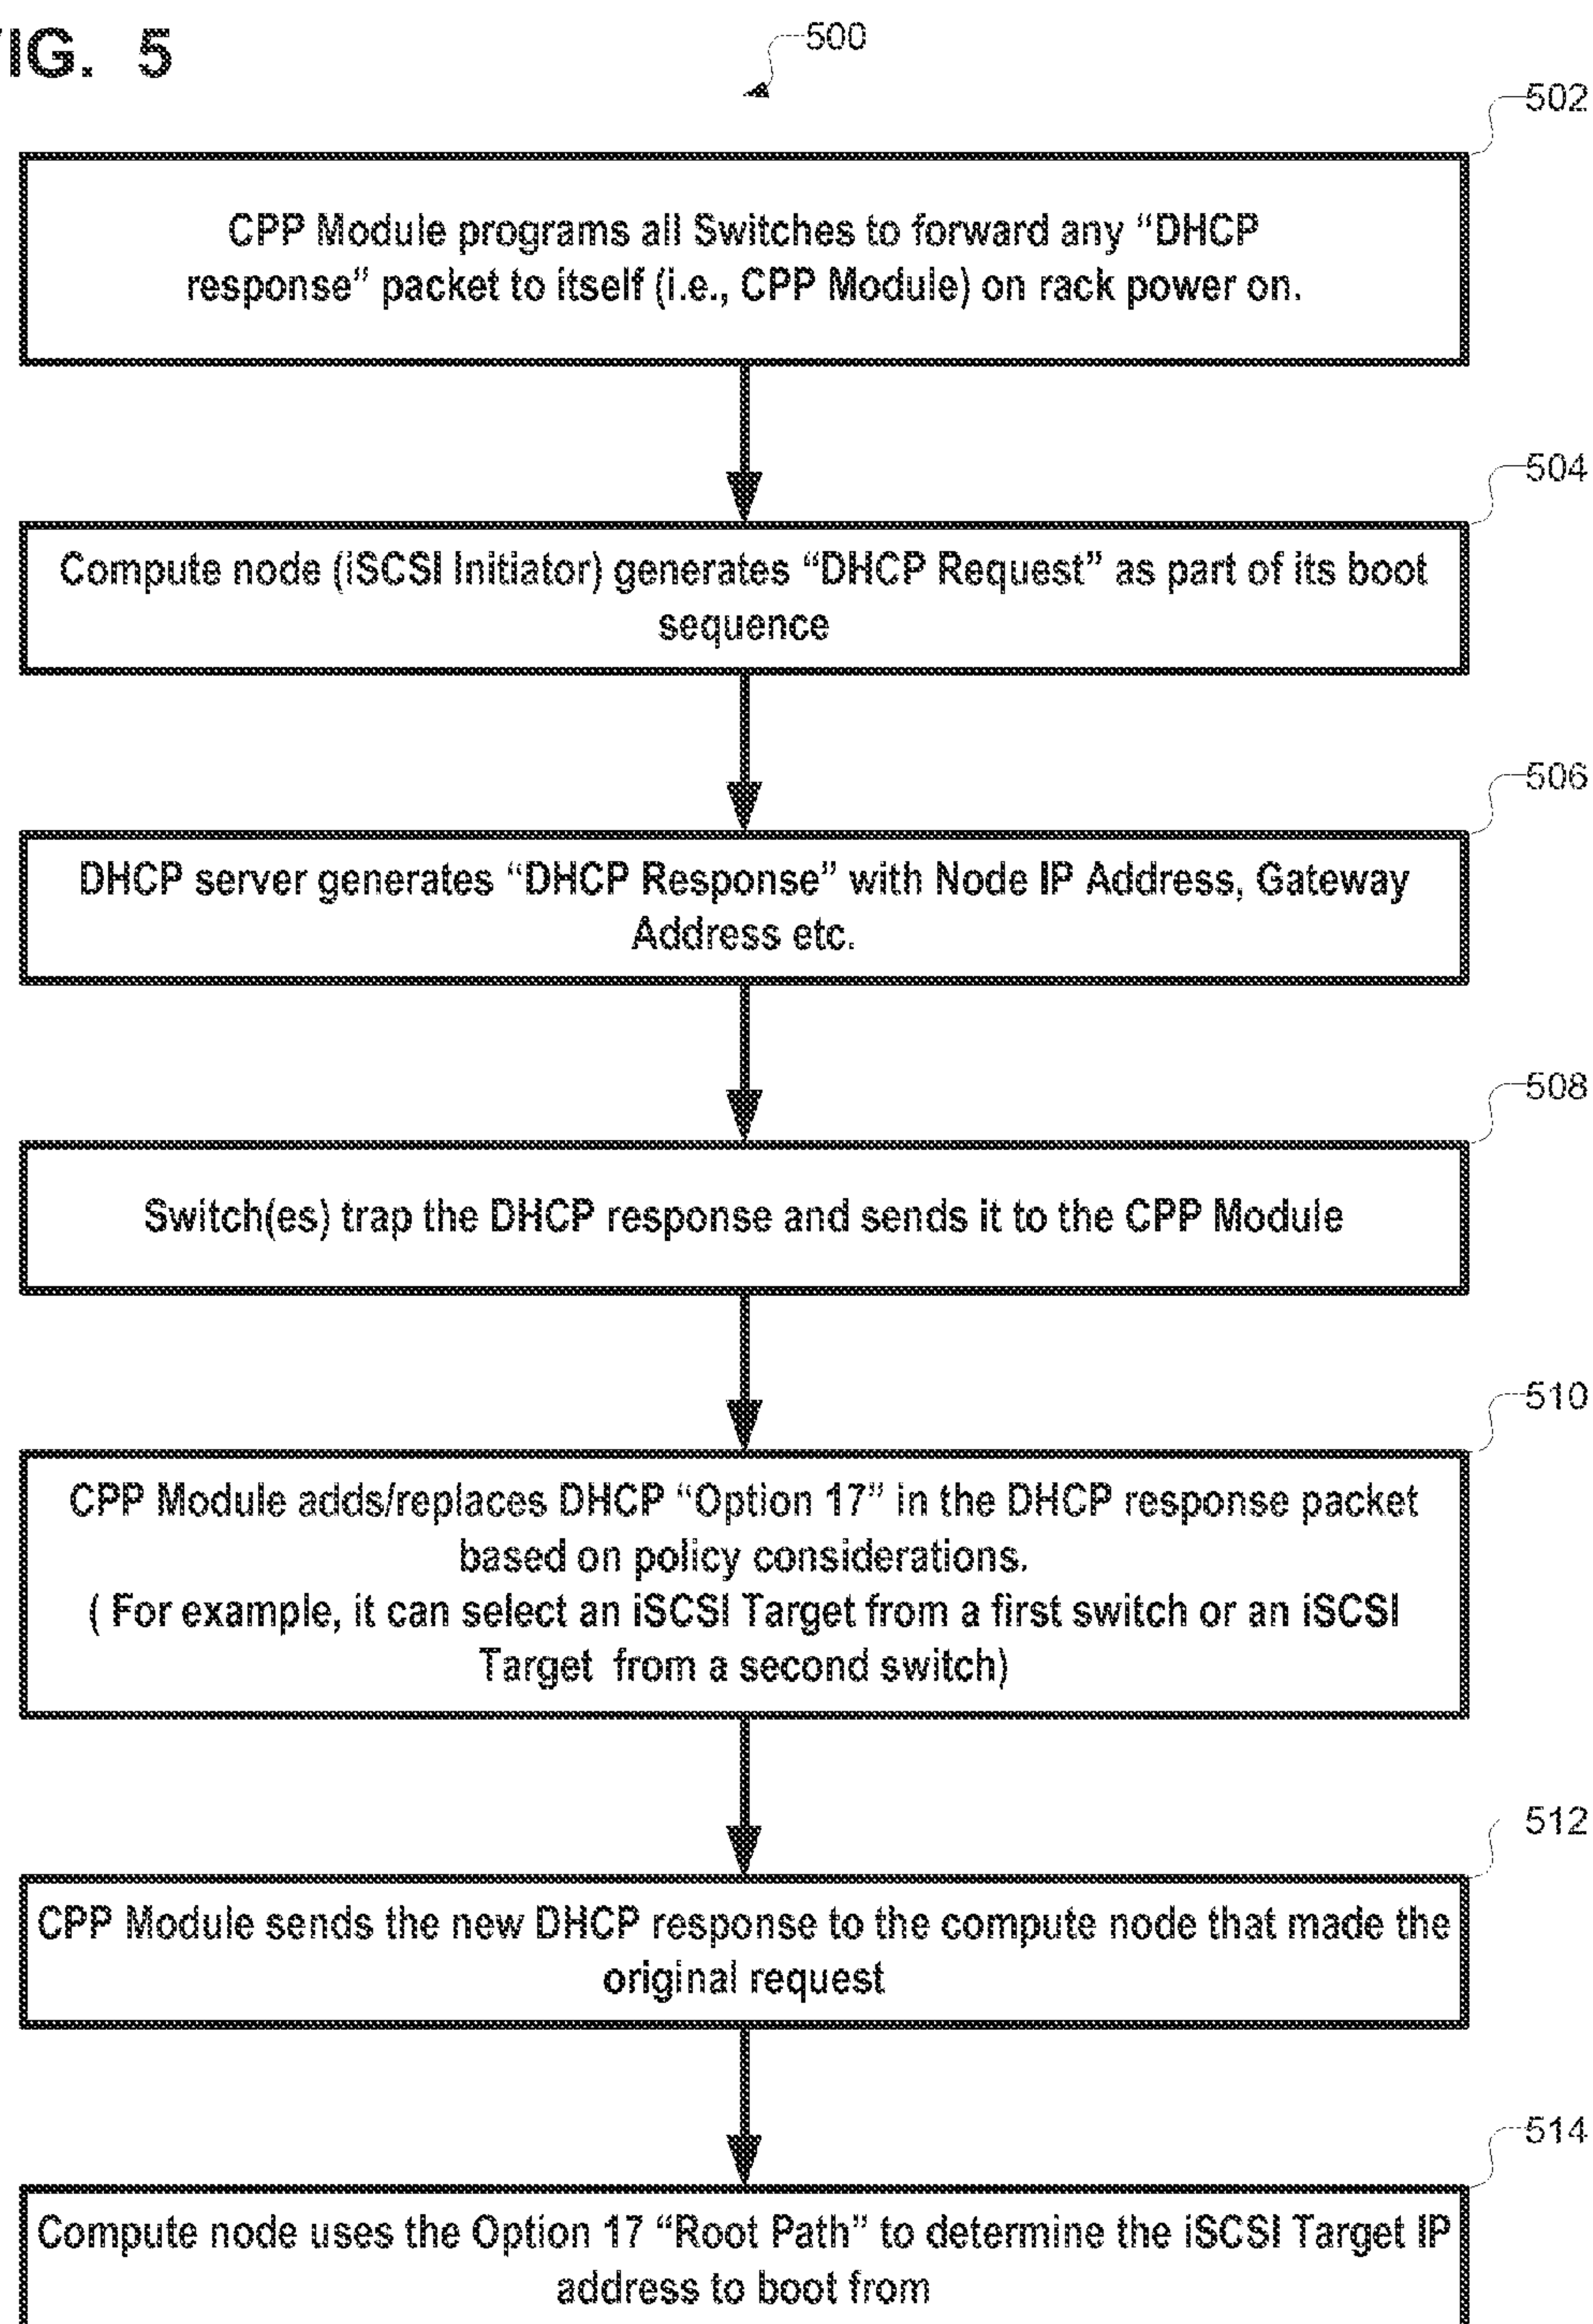 IG. 5
500
502
CPP Module programs all Switches to forward any “DHCP
response” packet to itself (i.e., CPP Module) on rack power on.
504
Compute node (iSCSI Initiator) generates “DHCP Request” as part of its boot
sequence
506
DHCP server generates “DHCP Response” with Node IP Address, Gateway
Address etc.
508
Switch(es) trap the DHCP response and sends it to the CPP Module
510
CPP Module adds/replaces DHCP “Option 17” in the DHCP response packet
based on policy considerations.
( For example, it can select an iSCSI Target from a first switch or an iSCSI
Target from a second switch)
512
CPP Module sends the new DHCP response to the compute node that made the
original request
514
Compute node uses the Option 17 “Root Path” to determine the iSCSI Target IP
address to boot from